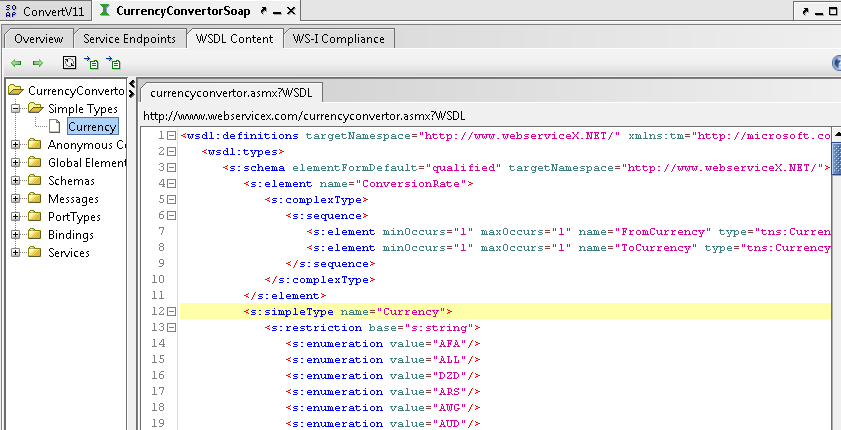 SO AP ConvertV11 CurrencyConvertorSoap
Overview Service Endpoints WSDL Content WS-I Compliance
CurrencyConverto
Simple Types
Currency
Anonymous Co
Global Element
Schemas
Messages
PortTypes
Bindings
Services
currencyconvertor.asmx?WSDL
http://www.webservicex.com/currencyconvertor.asmx?WSDL
1 <wsdl:definitions targetNamespace="http://www.webserviceX.NET/" xmlns:tm="http://microsoft.co
2 <wsdl:types>
3 <s:schema elementFormDefault="qualified" targetNamespace="http://www.webserviceX.NET/">
4 <s:element name="ConversionRate">
5 <s:complexType>
6 <s:sequence>
7 <s:element minOccurs="1" maxOccurs="1" name="FromCurrency" type="tns:Curren
8 <s:element minOccurs="1" maxOccurs="1" name="ToCurrency" type="tns:Currency
9 </s:sequence>
10 </s:complexType>
11 </s:element>
12 <s:simpleType name="Currency">
13 <s:restriction base="s:string">
14 <s:enumeration value="AFA"/>
15 <s:enumeration value="ALL"/>
16 <s:enumeration value="DZD"/>
17 <s:enumeration value="ARS"/>
18 <s:enumeration value="AWG"/>
19 <s:enumeration value="AUD"/>